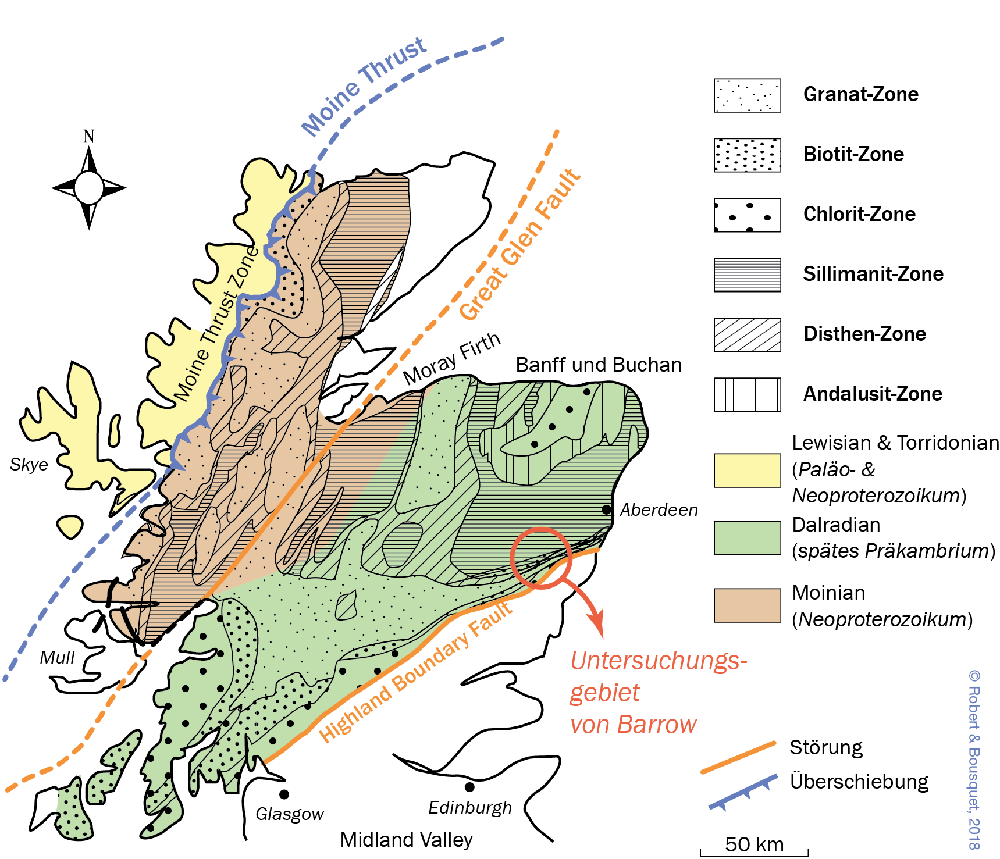 Moine Thrust
N
Great Glen Fault
Moine Thrust Zone
Moray Firth
Banff und Buchan
Skye
Aberdeen
Mull
Highland Boundary Fault
Untersuchungs-
gebiet
von Barrow
Glasgow
Edinburgh
Midland Valley
Granat-Zone
Biotit-Zone
Chlorit-Zone
Sillimanit-Zone
Disthen-Zone
Andalusit-Zone
Lewisian & Torridonian
(Paläo- &
Neoproterozoikum)
Dalradian
(spätes Präkambrium)
Moinian
(Neoproterozoikum)
Störung
Überschiebung
50 km
© Robert & Bousquet, 2018